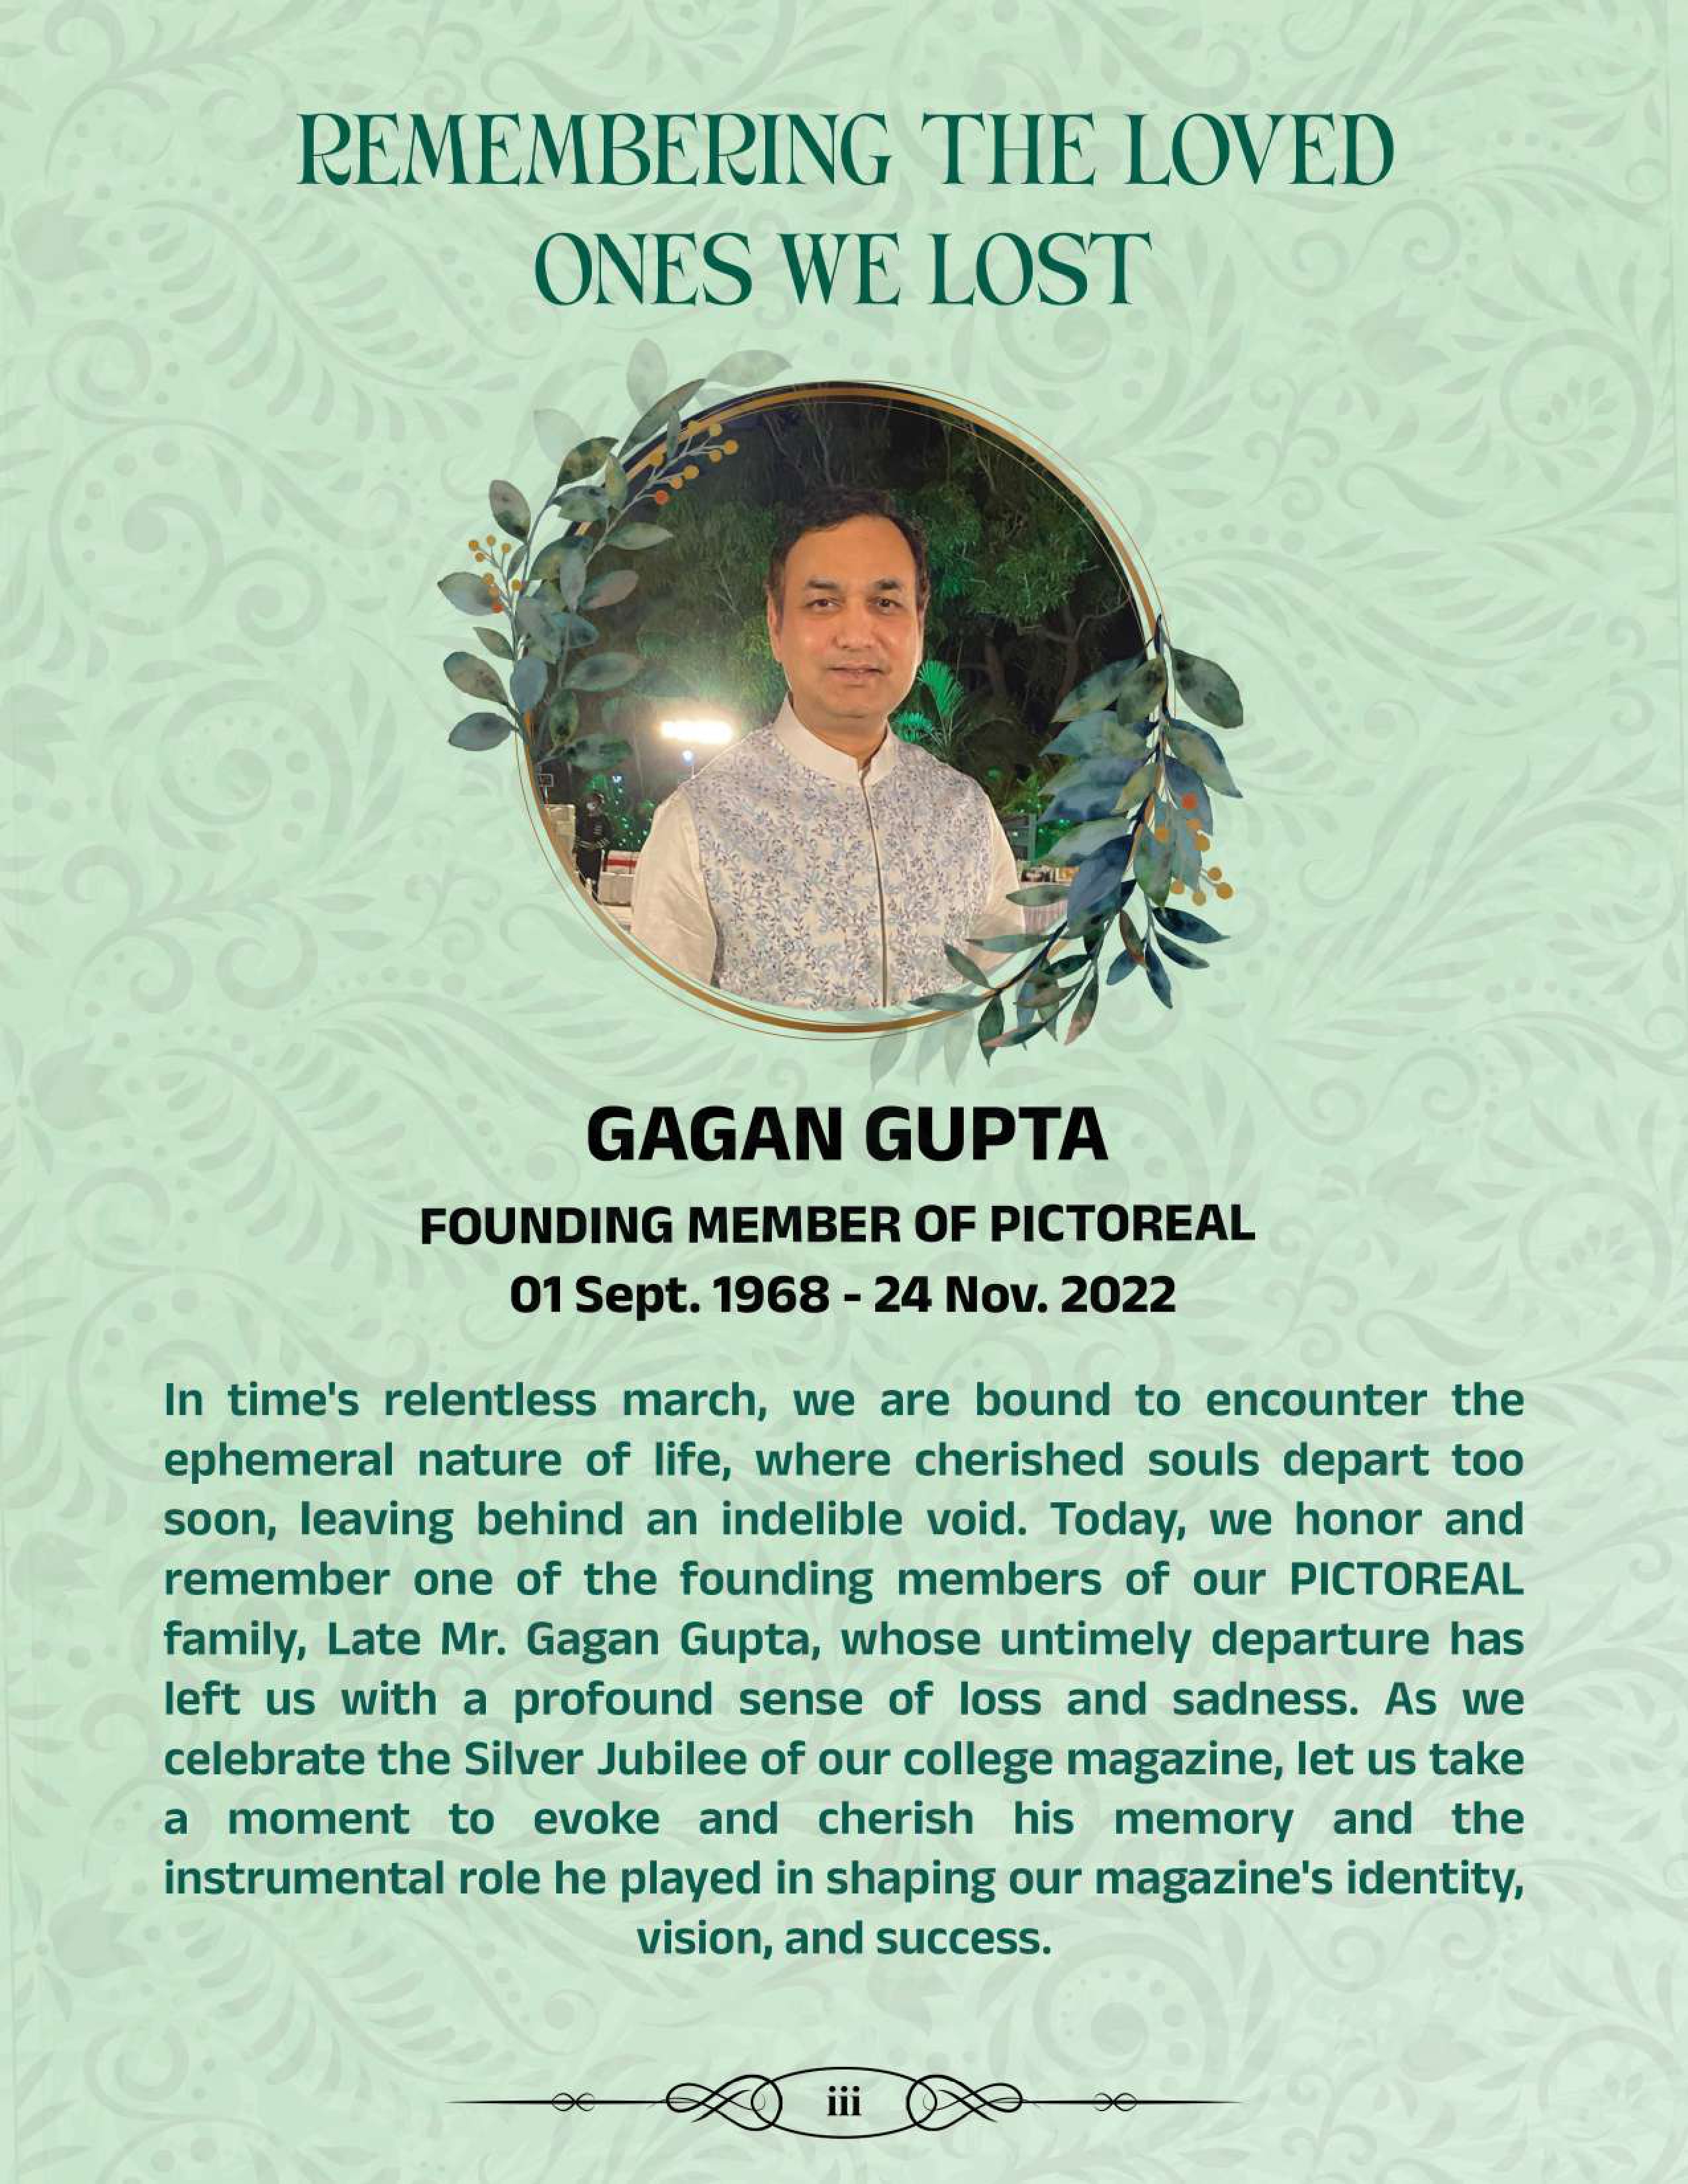 REMEMBERING THE LOVED
ONES WE LOST
GAGAN GUPTA
FOUNDING MEMBER OF PICTOREAL
01 Sept. 1968 - 24 Nov. 2022
In time's relentless march, we are bound to encounter the
ephemeral nature of life, where cherished souls depart too
soon, leaving behind an indelible void. Today, we honor and
remember one of the founding members of our PICTOREAL
family, Late Mr. Gagan Gupta, whose untimely departure has
left us with a profound sense of loss and sadness. As we
celebrate the Silver Jubilee of our college magazine, let us take
a moment to evoke and cherish his memory and the
instrumental role he played in shaping our magazine's identity,
vision, and success.
iii